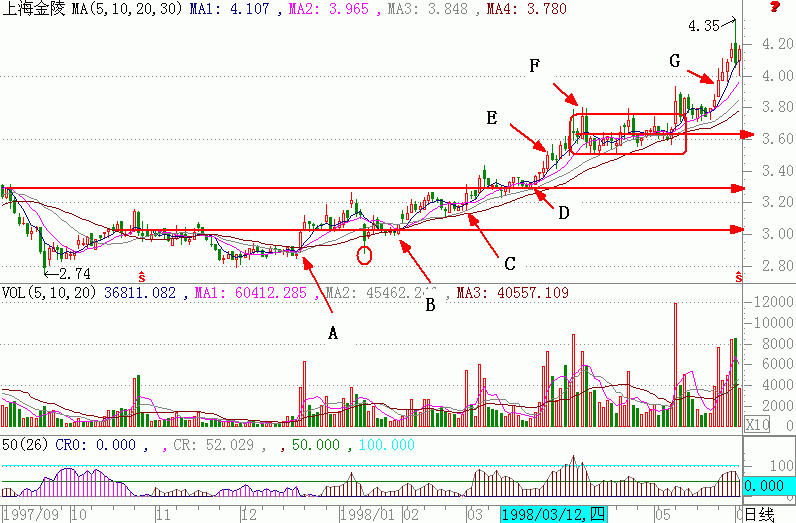 上海金陵 MA(5,10,20,30) MA1: 4.107 , MA2: 3.965 , MA3: 3.848 , MA4: 3.780
?
4.35
4.20
G
F
4.00
3.80
E
3.60
3.40
3.20
D
3.00
C
2.80
2.74
B
A
VOL(5,10,20) 36811.082 , MA1: 60412.285 , MA2: 45462. , MA3: 40557.109
12000
10000
8000
6000
4000
2000
0
X10
50(26) CR0: 0.000 , , CR: 52.029 , , 50.000 , 100.000
100
0.000
1997/09 10 11 12 1998/01 02 03 1998/03/12,四 05 日线